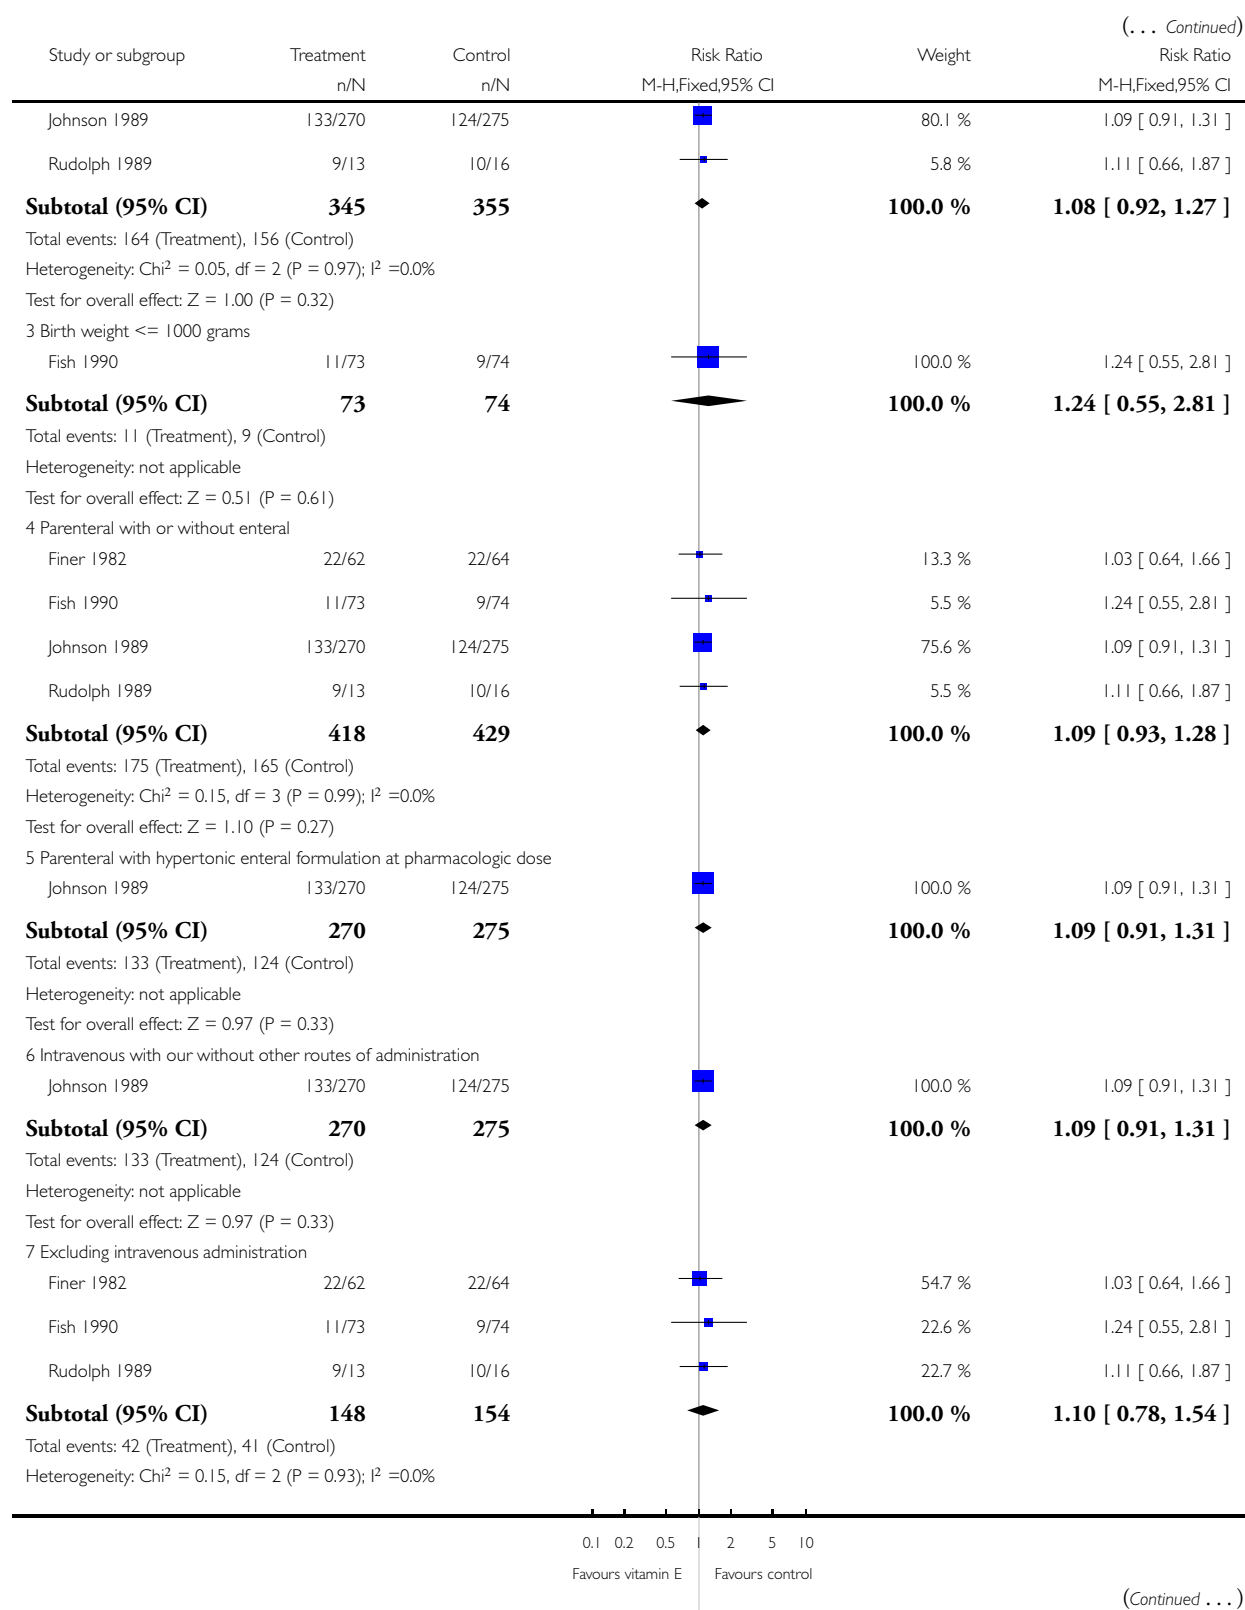 (... Continued)
Study or subgroup Treatment Control Risk Ratio Weight Risk Ratio
n/N n/N M-H,Fixed,95% CI M-H,Fixed,95% CI
Johnson 1989 133/270 124/275 80.1 % 1.09 [ 0.91, 1.31 ]
Rudolph 1989 9/13 10/16 5.8 % 1.11 [ 0.66, 1.87 ]
Subtotal (95% CI) 345 355 100.0 % 1.08 [ 0.92, 1.27 ]
Total events: 164 (Treatment), 156 (Control)
Heterogeneity: Chi² = 0.05, df = 2 (P = 0.97); I² =0.0%
Test for overall effect: Z = 1.00 (P = 0.32)
3 Birth weight <= 1000 grams
Fish 1990 11/73 9/74 100.0 % 1.24 [ 0.55, 2.81 ]
Subtotal (95% CI) 73 74 100.0 % 1.24 [ 0.55, 2.81 ]
Total events: 11 (Treatment), 9 (Control)
Heterogeneity: not applicable
Test for overall effect: Z = 0.51 (P = 0.61)
4 Parenteral with or without enteral
Finer 1982 22/62 22/64 13.3 % 1.03 [ 0.64, 1.66 ]
Fish 1990 11/73 9/74 5.5 % 1.24 [ 0.55, 2.81 ]
Johnson 1989 133/270 124/275 75.6 % 1.09 [ 0.91, 1.31 ]
Rudolph 1989 9/13 10/16 5.5 % 1.11 [ 0.66, 1.87 ]
Subtotal (95% CI) 418 429 100.0 % 1.09 [ 0.93, 1.28 ]
Total events: 175 (Treatment), 165 (Control)
Heterogeneity: Chi² = 0.15, df = 3 (P = 0.99); I² =0.0%
Test for overall effect: Z = 1.10 (P = 0.27)
5 Parenteral with hypertonic enteral formulation at pharmacologic dose
Johnson 1989 133/270 124/275 100.0 % 1.09 [ 0.91, 1.31 ]
Subtotal (95% CI) 270 275 100.0 % 1.09 [ 0.91, 1.31 ]
Total events: 133 (Treatment), 124 (Control)
Heterogeneity: not applicable
Test for overall effect: Z = 0.97 (P = 0.33)
6 Intravenous with our without other routes of administration
Johnson 1989 133/270 124/275 100.0 % 1.09 [ 0.91, 1.31 ]
Subtotal (95% CI) 270 275 100.0 % 1.09 [ 0.91, 1.31 ]
Total events: 133 (Treatment), 124 (Control)
Heterogeneity: not applicable
Test for overall effect: Z = 0.97 (P = 0.33)
7 Excluding intravenous administration
Finer 1982 22/62 22/64 54.7 % 1.03 [ 0.64, 1.66 ]
Fish 1990 11/73 9/74 22.6 % 1.24 [ 0.55, 2.81 ]
Rudolph 1989 9/13 10/16 22.7 % 1.11 [ 0.66, 1.87 ]
Subtotal (95% CI) 148 154 100.0 % 1.10 [ 0.78, 1.54 ]
Total events: 42 (Treatment), 41 (Control)
Heterogeneity: Chi² = 0.15, df = 2 (P = 0.93); I² =0.0%
0.1 0.2 0.5 1 2 5 10
Favours vitamin E Favours control
(Continued ...)